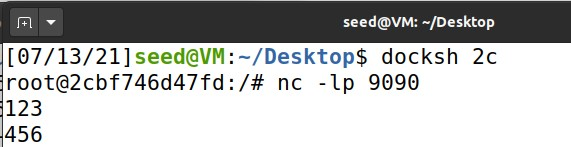 seed@VM: ~/Desktop
[07/13/21]seed@VM:~/Desktop$ docksh 2c
root@2cbf746d47fd:/# nc -lp 9090
123
456